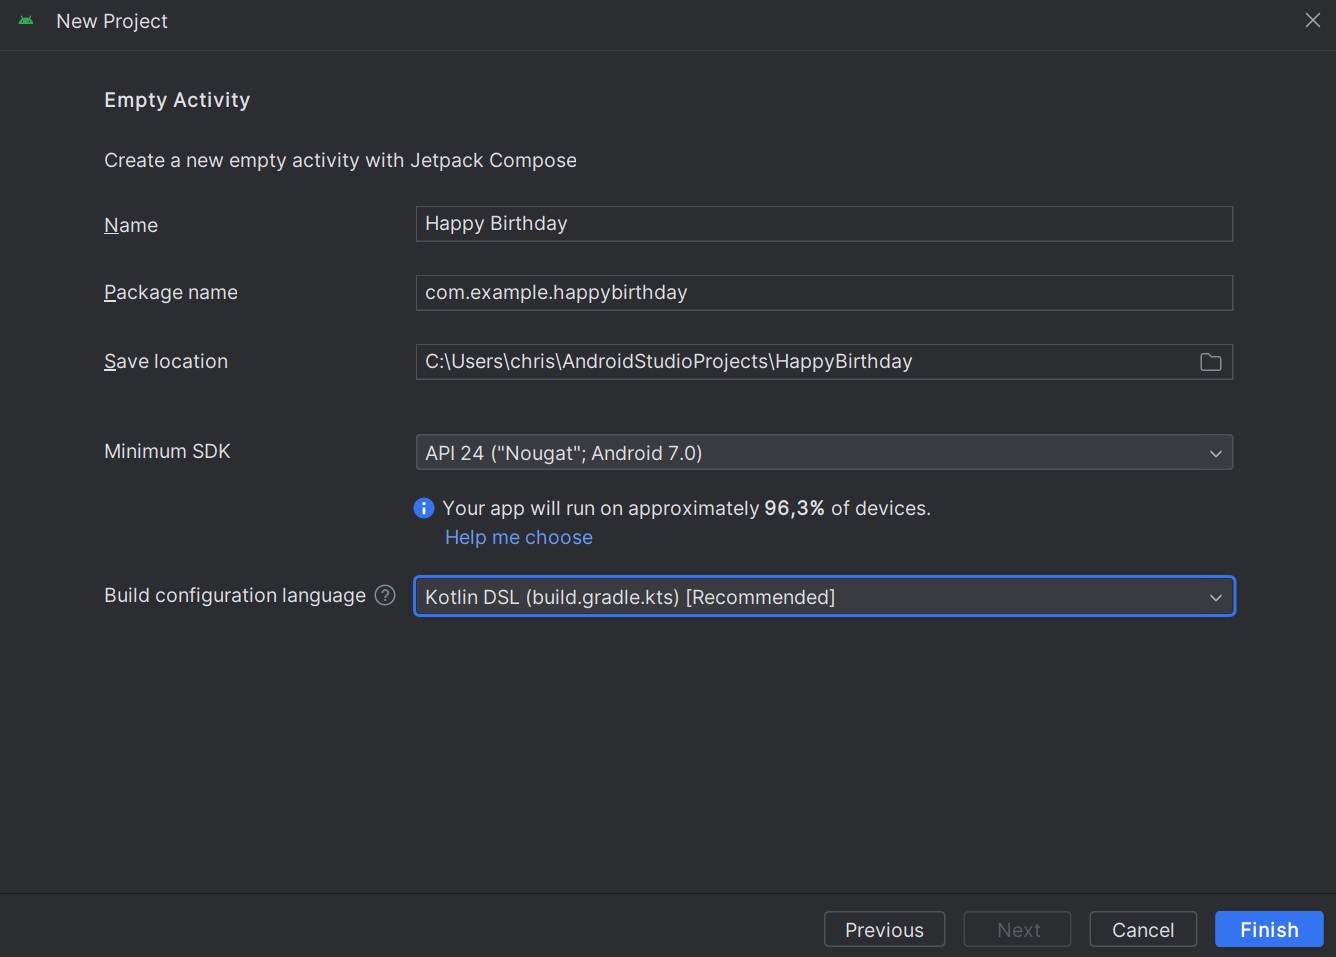 New Project
Empty Activity
Create a new empty activity with Jetpack Compose
Name
Happy Birthday
Package name
com.example.happybirthday
Save location
C:\Users\chris\AndroidStudioProjects\HappyBirthday
Minimum SDK
API 24 ("Nougat"; Android 7.0)
Your app will run on approximately 96,3% of devices.
Help me choose
Build configuration language
Kotlin DSL (build.gradle.kts) [Recommended]
Previous
Next
Cancel
Finish